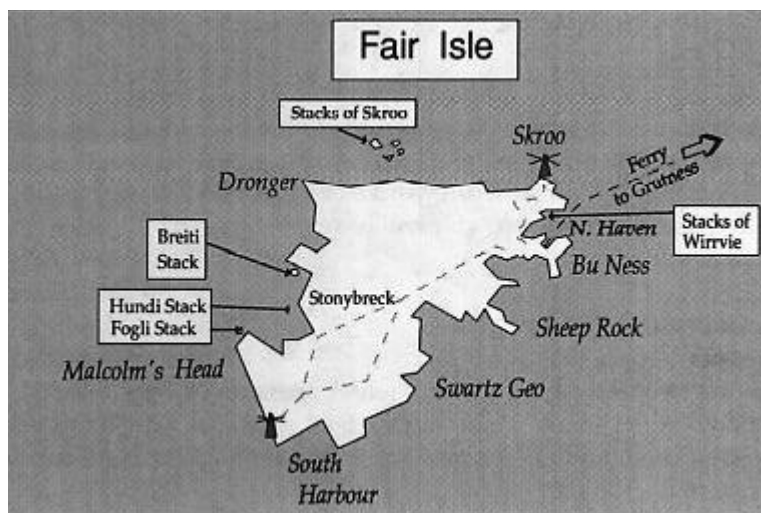 Fair Isle
Stacks of Skroo
Skroo
Ferry
to Grutness
Dronger
Stacks of
Wirrvie
N. Haven
Breiti
Stack
Bu Ness
Stonybreck
Hundi Stack
Fogli Stack
Sheep Rock
Malcolm's Head
Swartz Geo
South
Harbour